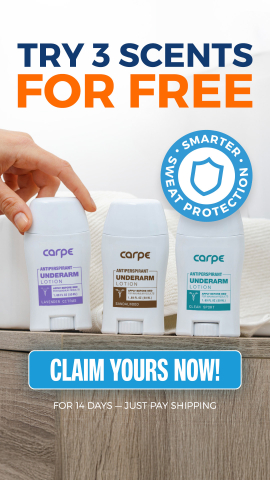 TRY 3 SCENTS
FOR FREE
• SMARTER •
SWEAT PROTECTION
carpe
ANTIPERSPIRANT
UNDERARM
LOTION
carpe
ANTIPERSPIRANT
UNDERARM
LOTION
SANDALWOOD
carpe
ANTIPERSPIRANT
UNDERARM
LOTION
CLAIM YOURS NOW!
FOR 14 DAYS — JUST PAY SHIPPING